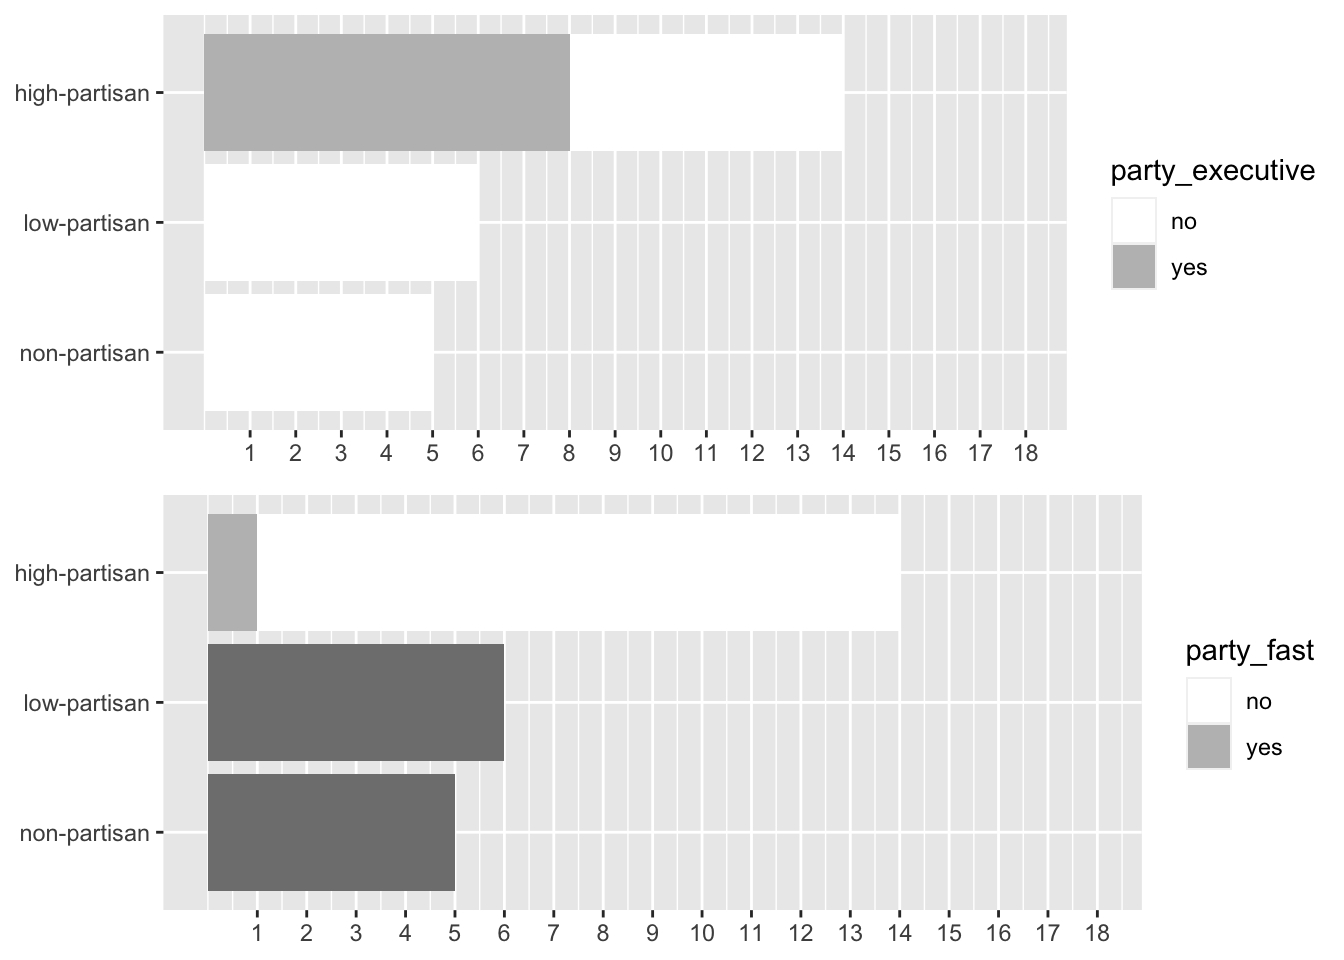 high-partisan
low-partisan
non-partisan
1 2 3 4 5 6 7 8 9 10 11 12 13 14 15 16 17 18
party_executive
no
yes
high-partisan
low-partisan
non-partisan
1 2 3 4 5 6 7 8 9 10 11 12 13 14 15 16 17 18
party_fast
no
yes